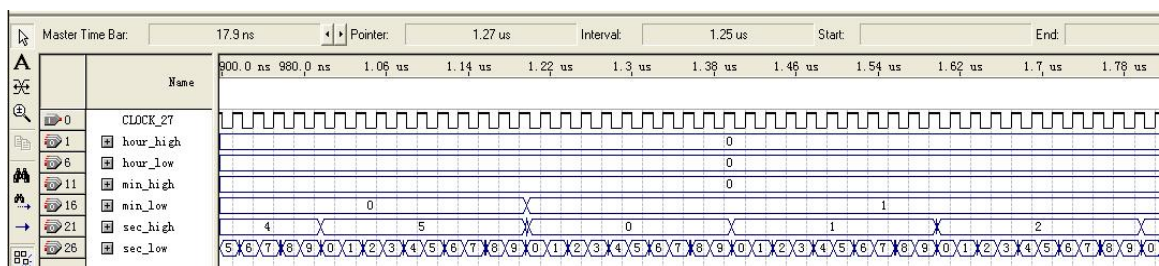 Master Time Bar: 17.9 ns Pointer: 1.27 us Interval: 1.25 us Start: End:
A Name 900.0 ns 980.0 ns 1.06 us 1.14 us 1.22 us 1.3 us 1.38 us 1.46 us 1.54 us 1.62 us 1.7 us 1.78 us
0 CLOCK_27
1 hour_high 0
6 hour_low 0
11 min_high 0
16 min_low 0 1
21 sec_high 4 5 0 1 2
26 sec_low 5 6 7 8 9 0 1 2 3 4 5 6 7 8 9 0 1 2 3 4 5 6 7 8 9 0 1 2 3 4 5 6 7 8 9 0 1 2 3 4 5 6 7 8 9 0